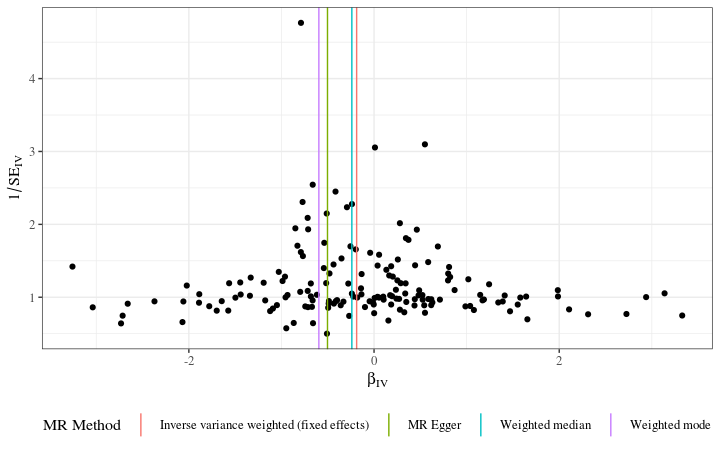 4
3
2
1
1/SE_IV
-2
0
2
β_IV
MR Method
Inverse variance weighted (fixed effects)
MR Egger
Weighted median
Weighted mode